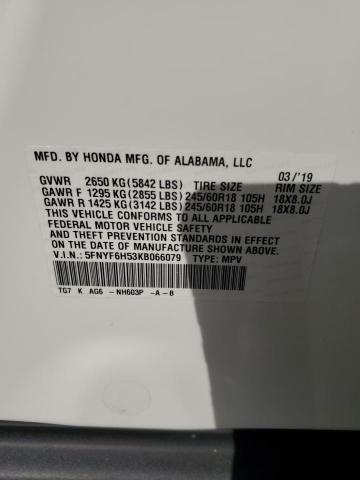 MFD. BY HONDA MFG. OF ALABAMA, LLC
03/'19
GVWR 2650 KG (5842 LBS) TIRE SIZE RIM SIZE
GAWR F 1295 KG (2855 LBS) 245/60R18 105H 18X8.0J
GAWR R 1425 KG (3142 LBS) 245/60R18 105H 18X8.0J
THIS VEHICLE CONFORMS TO ALL APPLICABLE
FEDERAL MOTOR VEHICLE SAFETY
AND THEFT PREVENTION STANDARDS IN EFFECT
ON THE DATE OF MANUFACTURE SHOWN ABOVE.
V.I.N.: 5FNYF6H53KB066079 TYPE: MPV
TG7 K AG6 -NH603P -A-B